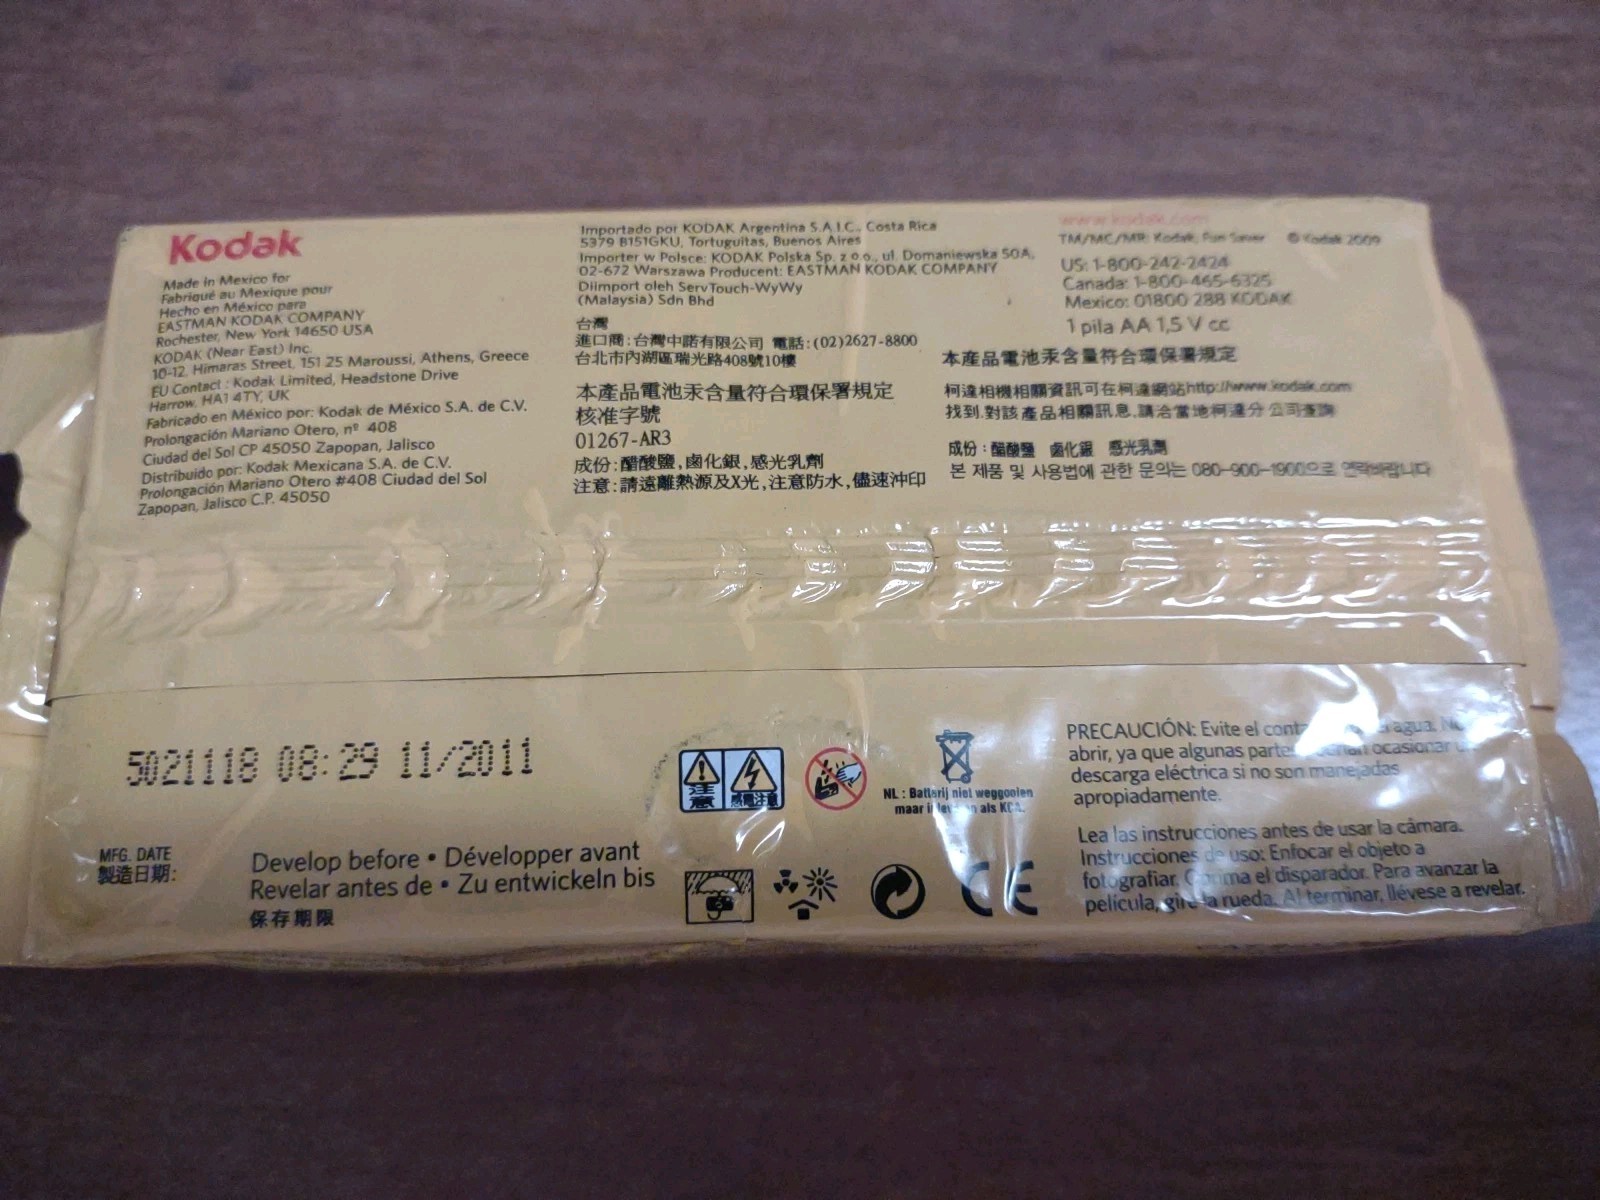 Kodak
Made in Mexico for
Fabriqué au Mexique pour
Hecho en México para
EASTMAN KODAK COMPANY
Rochester, New York 14650 USA
KODAK (Near East) Inc.
10-12, Himaras Street, 151 25 Maroussi, Athens, Greece
EU Contact : Kodak Limited, Headstone Drive
Harrow, HA1 4TY, UK
Fabricado en México por: Kodak de México S.A. de C.V.
Prolongación Mariano Otero, nº 408
Ciudad del Sol CP 45050 Zapopan, Jalisco
Distribuido por: Kodak Mexicana S.A. de C.V.
Prolongación Mariano Otero #408 Ciudad del Sol
Zapopan, Jalisco C.P. 45050
Importado por KODAK Argentina S.A.I.C., Costa Rica
5379 B151GKU, Tortuguitas, Buenos Aires
Importer w Polsce: KODAK Polska Sp. z o.o., ul. Domaniewska 50A,
02-672 Warszawa Producent: EASTMAN KODAK COMPANY
Diimport oleh ServTouch-WyWy
(Malaysia) Sdn Bhd
台灣
進口商:台灣中諾有限公司 電話:(02)2627-8800
台北市內湖區瑞光路408號10樓
本產品電池汞含量符合環保署規定
核准字號
01267-AR3
成份:醋酸鹽,鹵化銀,感光乳劑
注意:請遠離熱源及X光,注意防水,儘速沖印
www.kodak.com
TM/MC/MR: Kodak, Fun Saver © Kodak 2009
US: 1-800-242-2424
Canada: 1-800-465-6325
Mexico: 01800 288 KODAK
1 pila AA 1,5 V cc
本產品電池汞含量符合環保署規定
柯達相機相關資訊可在柯達網站http://www.kodak.com
找到.對該產品相關訊息,請洽當地柯達分公司查詢
成份:醋酸鹽 鹵化銀 感光乳劑
본 제품 및 사용법에 관한 문의는 080-900-1900으로 연락바랍니다
5021118 08:29 11/2011
MFG. DATE
製造日期:
Develop before • Développer avant
Revelar antes de • Zu entwickeln bis
保存期限
注意
感電注意
NL : Batterij niet weggooien
maar als KCA.
PRECAUCIÓN: Evite el agua.
abrir, ya que algunas ocasionar
descarga eléctrica si no son manejadas
apropiadamente.
Lea las instrucciones antes de usar la cámara.
Instrucciones de uso: Enfocar el objeto a
fotografiar. Oprima el disparador. Para avanzar la
película, gire la rueda. Al terminar, llévese a revelar.
CE